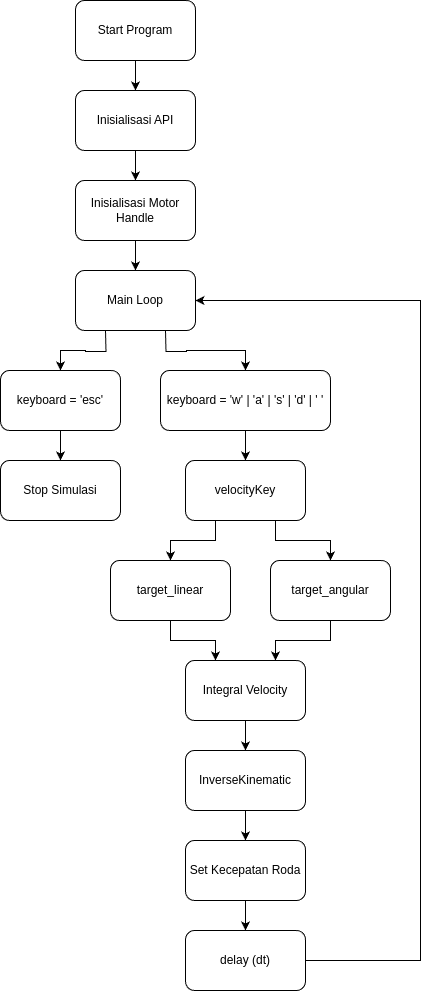 Start Program
Inisialisasi API
Inisialisasi Motor
Handle
Main Loop
keyboard = 'esc'
keyboard = 'w' | 'a' | 's' | 'd' | ' '
Stop Simulasi
velocityKey
target_linear
target_angular
Integral Velocity
InverseKinematic
Set Kecepatan Roda
delay (dt)